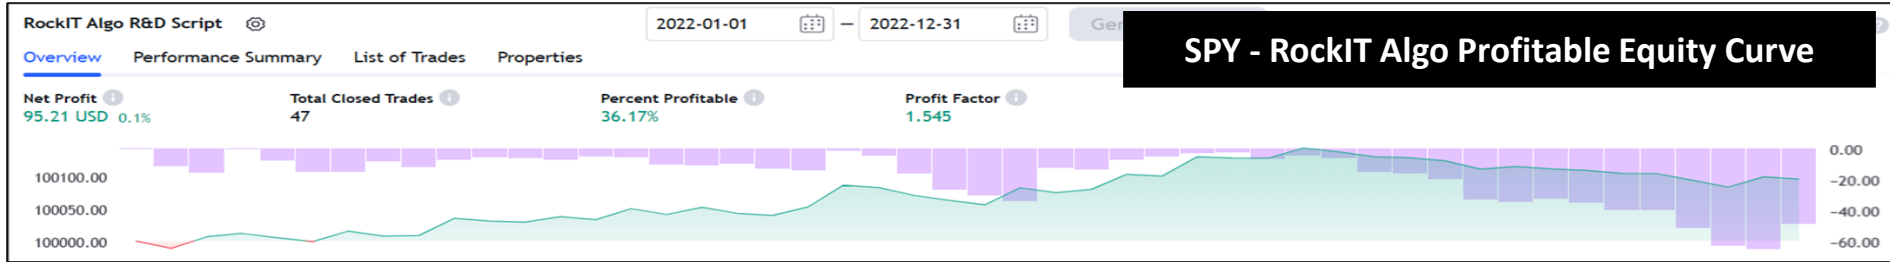 RockIT Algo R&D Script
2022-01-01 — 2022-12-31
Ge
SPY - RockIT Algo Profitable Equity Curve
Overview Performance Summary List of Trades Properties
Net Profit Total Closed Trades Percent Profitable Profit Factor
95.21 USD 0.1% 47 36.17% 1.545
100100.00
100050.00
100000.00
0.00
-20.00
-40.00
-60.00